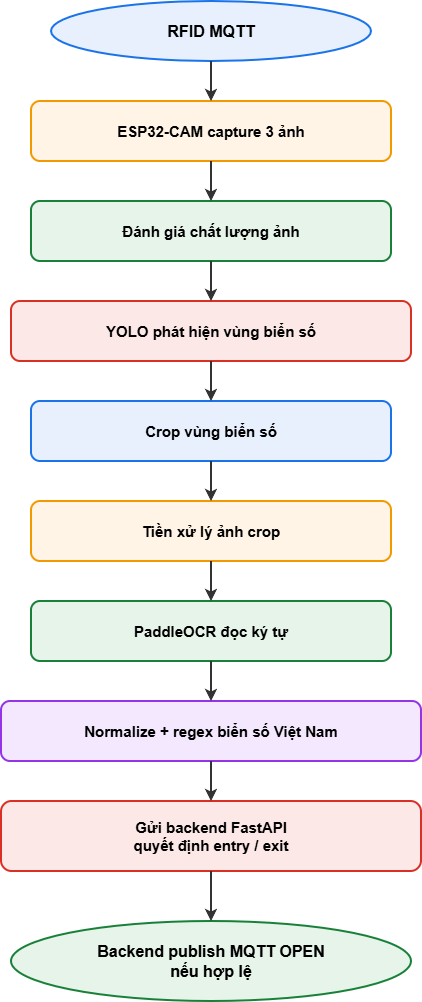 RFID MQTT
ESP32-CAM capture 3 ảnh
Đánh giá chất lượng ảnh
YOLO phát hiện vùng biển số
Crop vùng biển số
Tiền xử lý ảnh crop
PaddleOCR đọc ký tự
Normalize + regex biển số Việt Nam
Gửi backend FastAPI
quyết định entry / exit
Backend publish MQTT OPEN
nếu hợp lệ